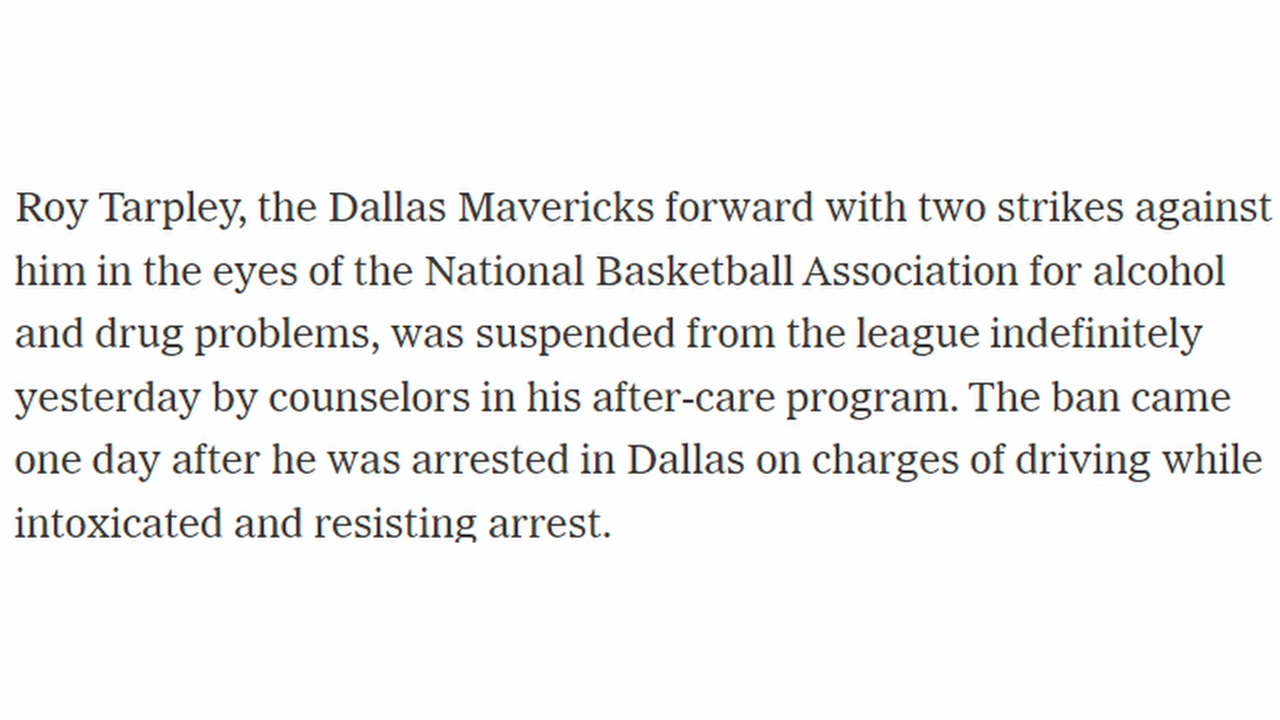 Roy Tarpley, the Dallas Mavericks forward with two strikes against
him in the eyes of the National Basketball Association for alcohol
and drug problems, was suspended from the league indefinitely
yesterday by counselors in his after-care program. The ban came
one day after he was arrested in Dallas on charges of driving while
intoxicated and resisting arrest.